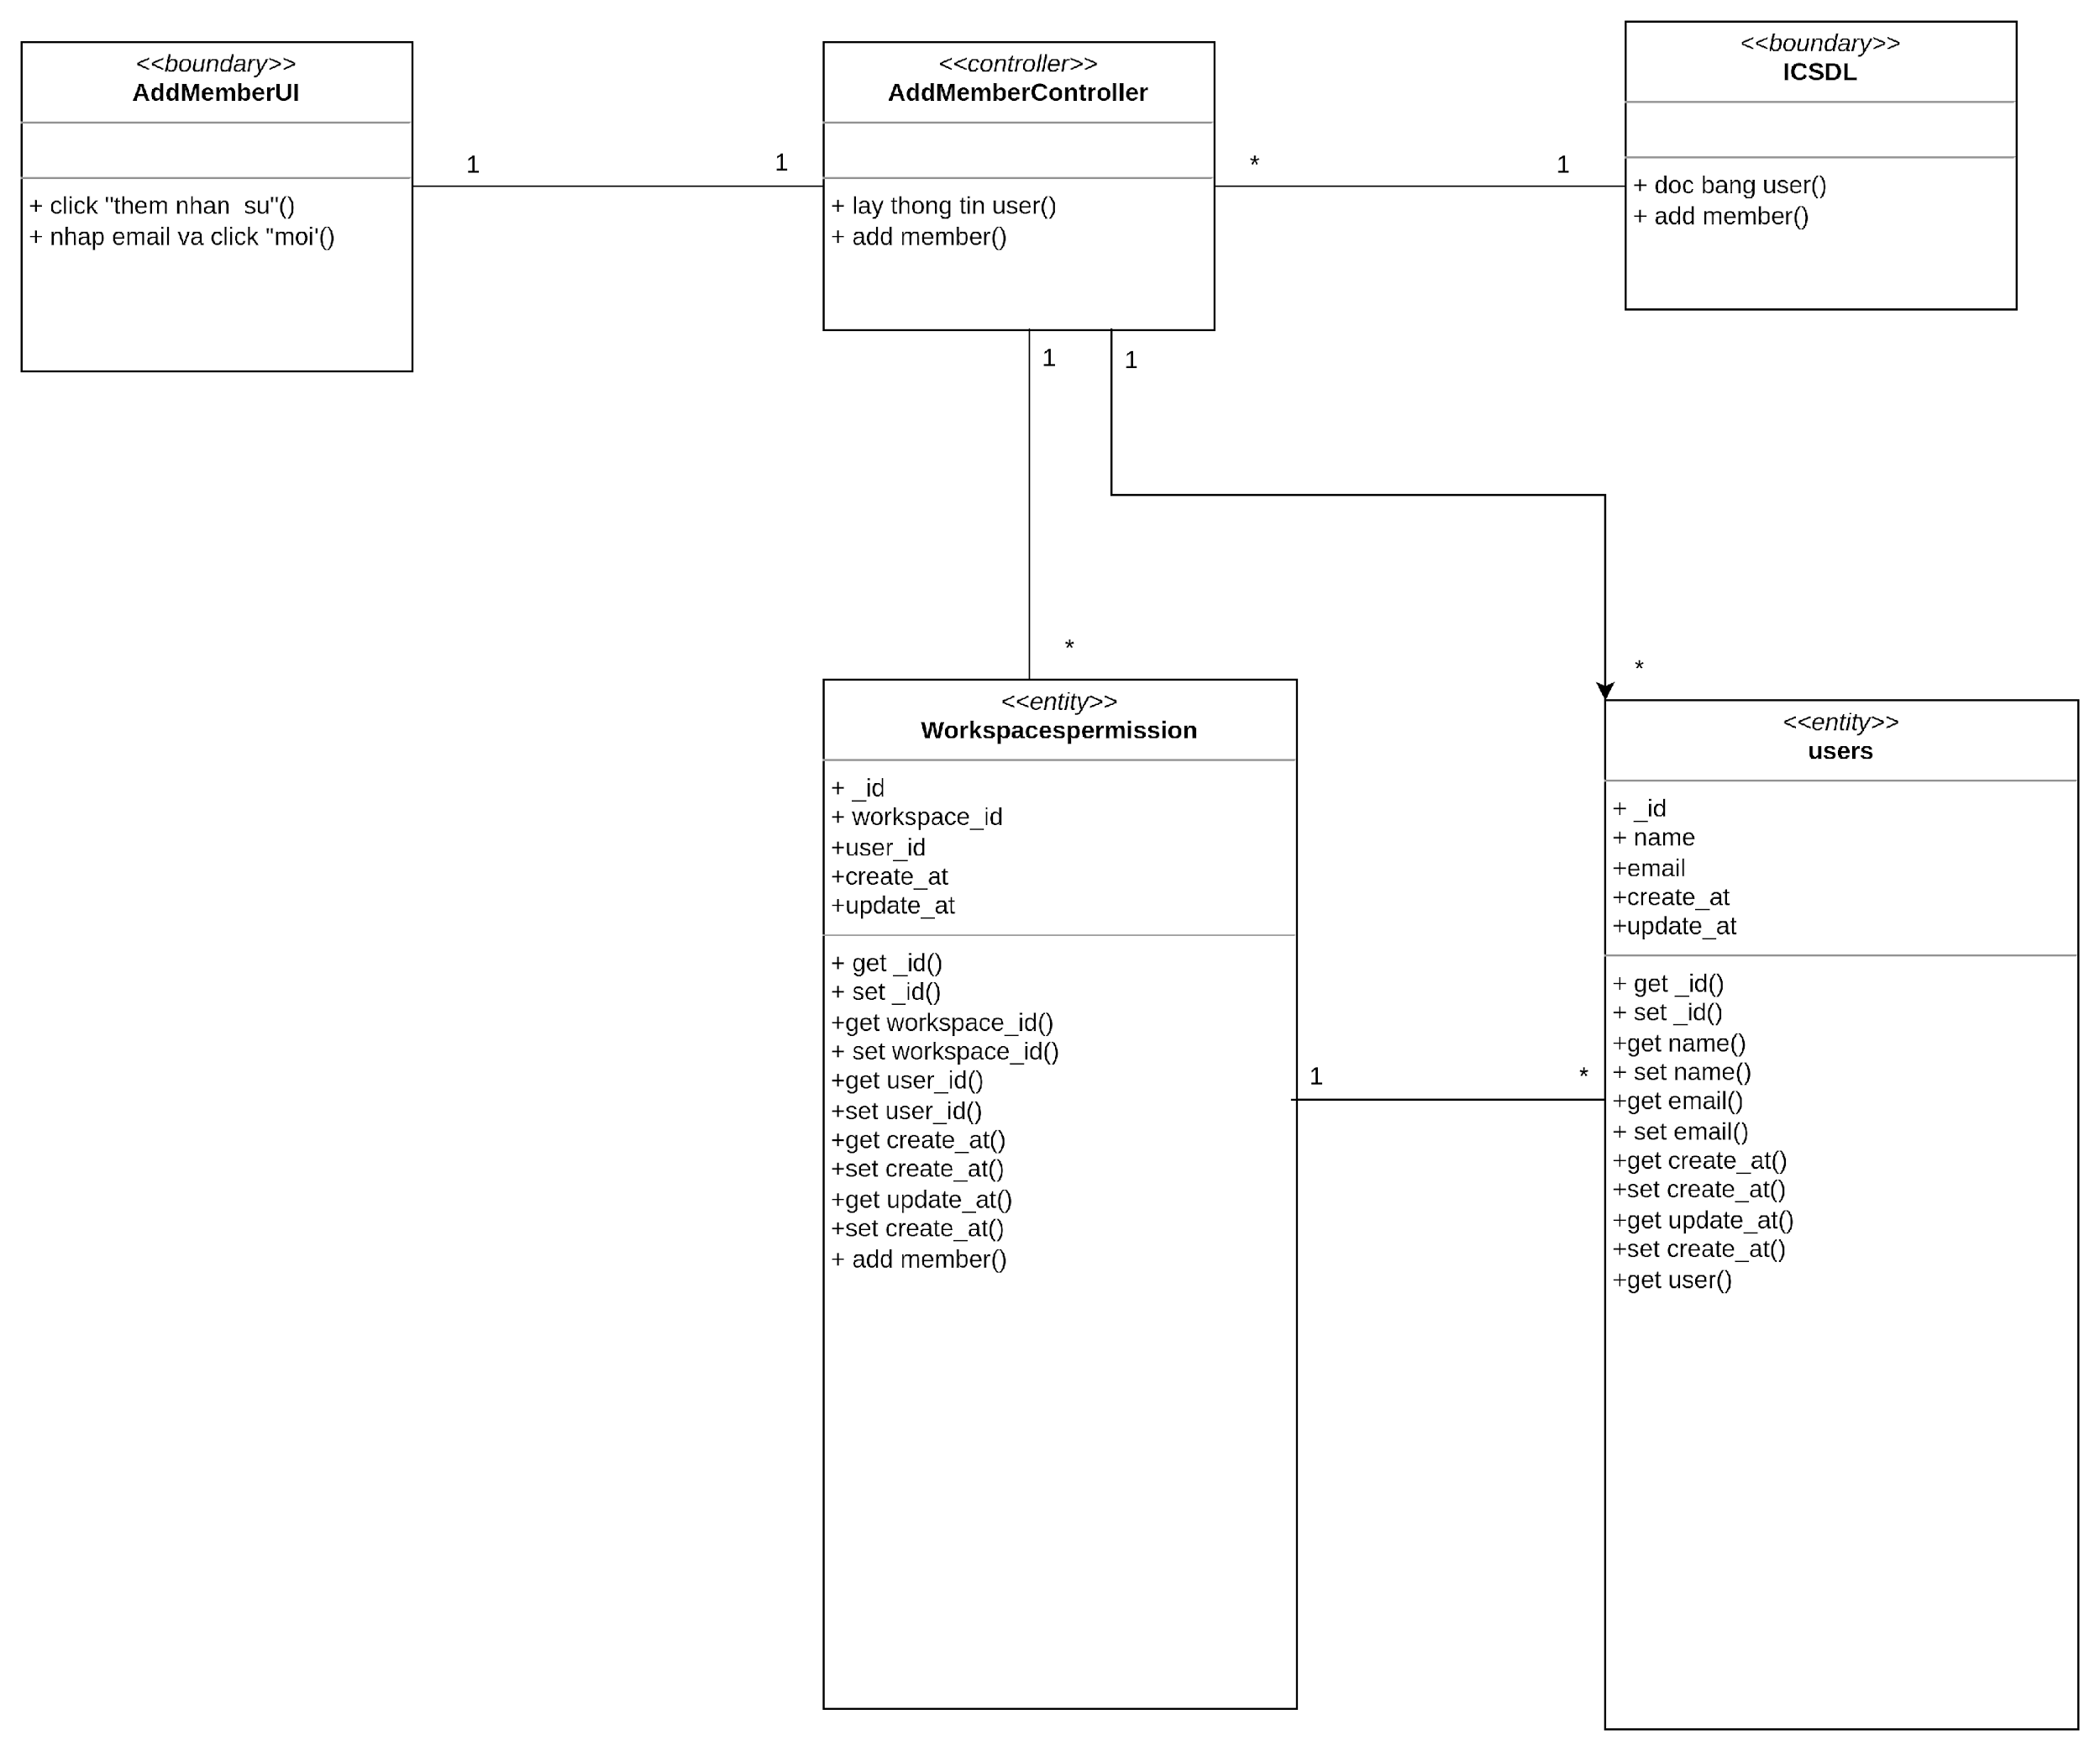 <<boundary>>
AddMemberUI
+ click "them nhan  su"()
+ nhap email va click "moi'()
1
1
<<controller>>
AddMemberController
+ lay thong tin user()
+ add member()
*
1
<<boundary>>
ICSDL
+ doc bang user()
+ add member()
1
1
*
*
<<entity>>
Workspacespermission
+ _id
+ workspace_id
+user_id
+create_at
+update_at
+ get _id()
+ set _id()
+get workspace_id()
+ set workspace_id()
+get user_id()
+set user_id()
+get create_at()
+set create_at()
+get update_at()
+set create_at()
+ add member()
1
*
<<entity>>
users
+ _id
+ name
+email
+create_at
+update_at
+ get _id()
+ set _id()
+get name()
+ set name()
+get email()
+ set email()
+get create_at()
+set create_at()
+get update_at()
+set create_at()
+get user()